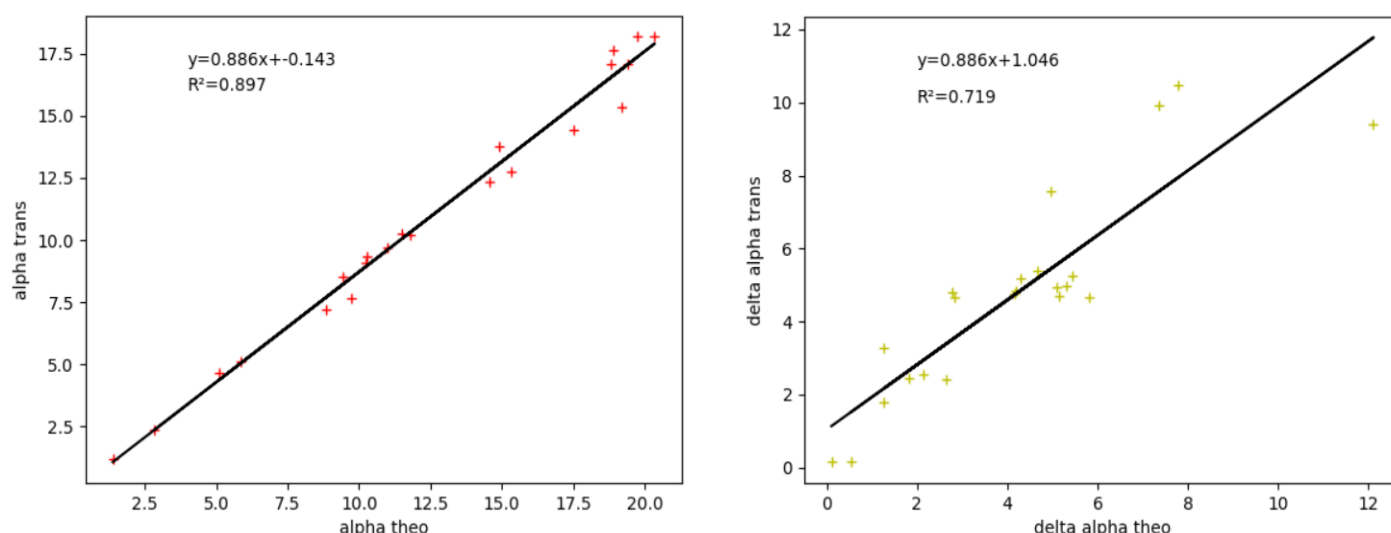 y=0.886x+-0.143
R²=0.897
17.5
15.0
12.5
10.0
7.5
5.0
2.5
alpha trans
2.5 5.0 7.5 10.0 12.5 15.0 17.5 20.0
alpha theo
y=0.886x+1.046
R²=0.719
12
10
8
6
4
2
0
delta alpha trans
0 2 4 6 8 10 12
delta alpha theo